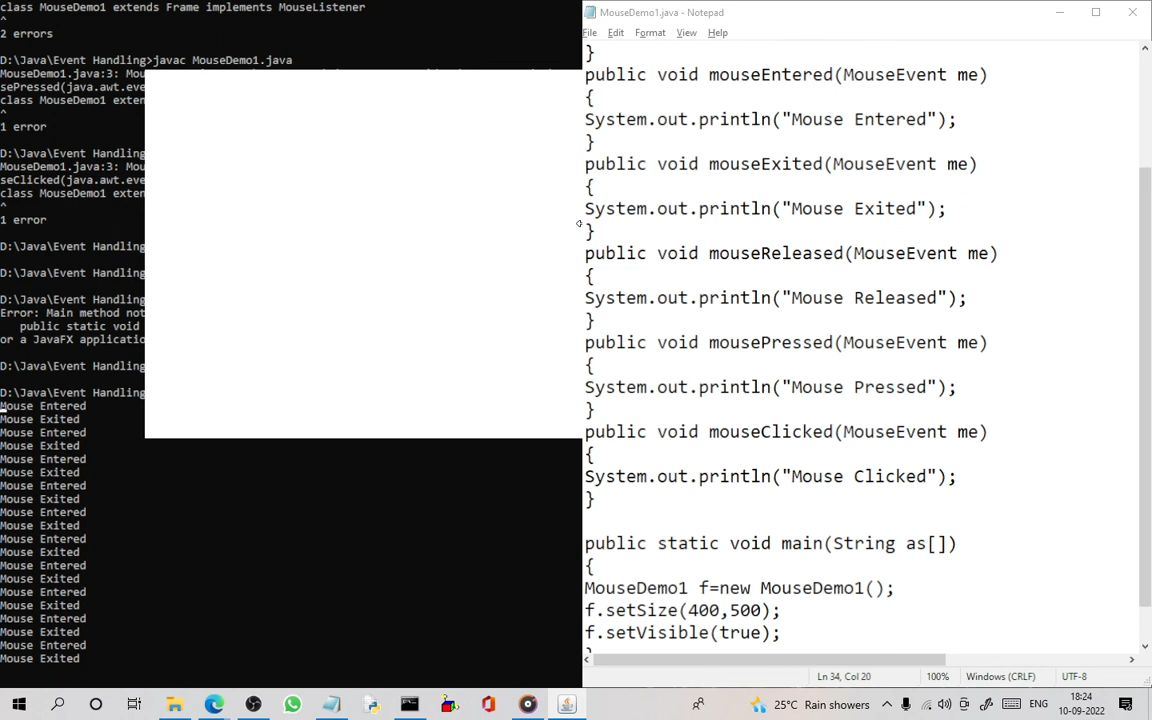 class MouseDemo1 extends Frame implements MouseListener
^
2 errors
D:\Java\Event Handling>javac MouseDemo1.java
MouseDemo1.java:3: Mou
sePressed(java.awt.eve
class MouseDemo1 exten
^
1 error
D:\Java\Event Handling
MouseDemo1.java:3: Mou
seClicked(java.awt.eve
class MouseDemo1 exten
^
1 error
D:\Java\Event Handling
D:\Java\Event Handling
D:\Java\Event Handling
Error: Main method not
public static void
or a JavaFX applicatio
D:\Java\Event Handling
D:\Java\Event Handling
Mouse Entered
Mouse Exited
Mouse Entered
Mouse Exited
Mouse Entered
Mouse Exited
Mouse Entered
Mouse Exited
Mouse Entered
Mouse Exited
Mouse Entered
Mouse Exited
Mouse Entered
Mouse Exited
Mouse Entered
Mouse Exited
Mouse Entered
Mouse Exited
Mouse Entered
Mouse Exited
MouseDemo1.java - Notepad
File Edit Format View Help
}
public void mouseEntered(MouseEvent me)
{
System.out.println("Mouse Entered");
}
public void mouseExited(MouseEvent me)
{
System.out.println("Mouse Exited");
}
public void mouseReleased(MouseEvent me)
{
System.out.println("Mouse Released");
}
public void mousePressed(MouseEvent me)
{
System.out.println("Mouse Pressed");
}
public void mouseClicked(MouseEvent me)
{
System.out.println("Mouse Clicked");
}
public static void main(String as[])
{
MouseDemo1 f=new MouseDemo1();
f.setSize(400,500);
f.setVisible(true);
}
Ln 34, Col 20 100% Windows (CRLF) UTF-8
25°C Rain showers ENG 18:24
10-09-2022